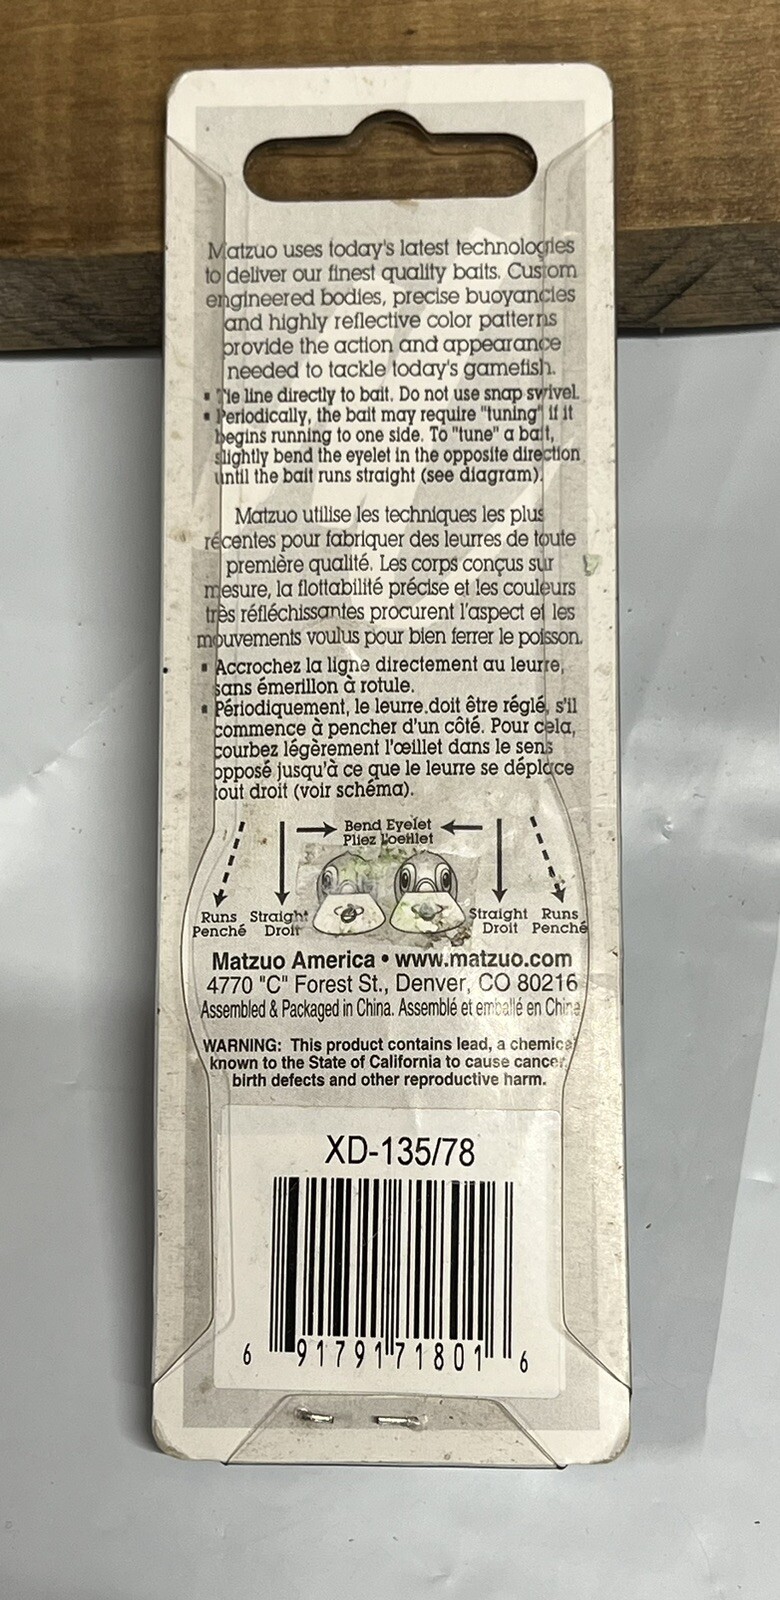 Matzuo uses today's latest technologies
to deliver our finest quality baits. Custom
engineered bodies, precise buoyancies
and highly reflective color patterns
provide the action and appearance
needed to tackle today's gamefish.
▪ Tie line directly to bait. Do not use snap swivel.
▪ Periodically, the bait may require "tuning" if it
begins running to one side. To "tune" a bait,
slightly bend the eyelet in the opposite direction
until the bait runs straight (see diagram).
Matzuo utilise les techniques les plus
récentes pour fabriquer des leurres de toute
première qualité. Les corps conçus sur
mesure, la flottabilité précise et les couleurs
très réfléchissantes procurent l'aspect et les
mouvements voulus pour bien ferrer le poisson.
▪ Accrochez la ligne directement au leurre,
sans émerillon à rotule.
▪ Périodiquement, le leurre doit être réglé, s'il
commence à pencher d'un côté. Pour cela,
courbez légèrement l'œillet dans le sens
opposé jusqu'à ce que le leurre se déplace
tout droit (voir schéma).
Bend Eyelet
Pliez L'oeillet
Runs Straight Straight Runs
Penché Droit Droit Penché
Matzuo America • www.matzuo.com
4770 "C" Forest St., Denver, CO 80216
Assembled & Packaged in China. Assemblé et emballé en Chine
WARNING: This product contains lead, a chemical
known to the State of California to cause cancer,
birth defects and other reproductive harm.
XD-135/78
6 91791 71801 6